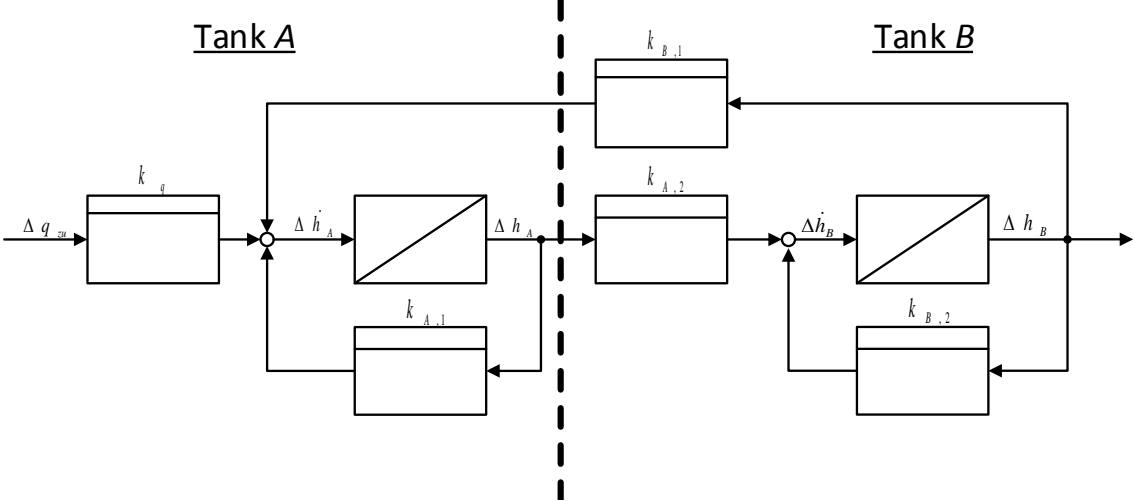 Tank A
Tank B
k B,1
k q
k A,2
Δ q zu
Δ ḣ A
Δ h A
Δḣ B
Δ h B
k A,1
k B,2